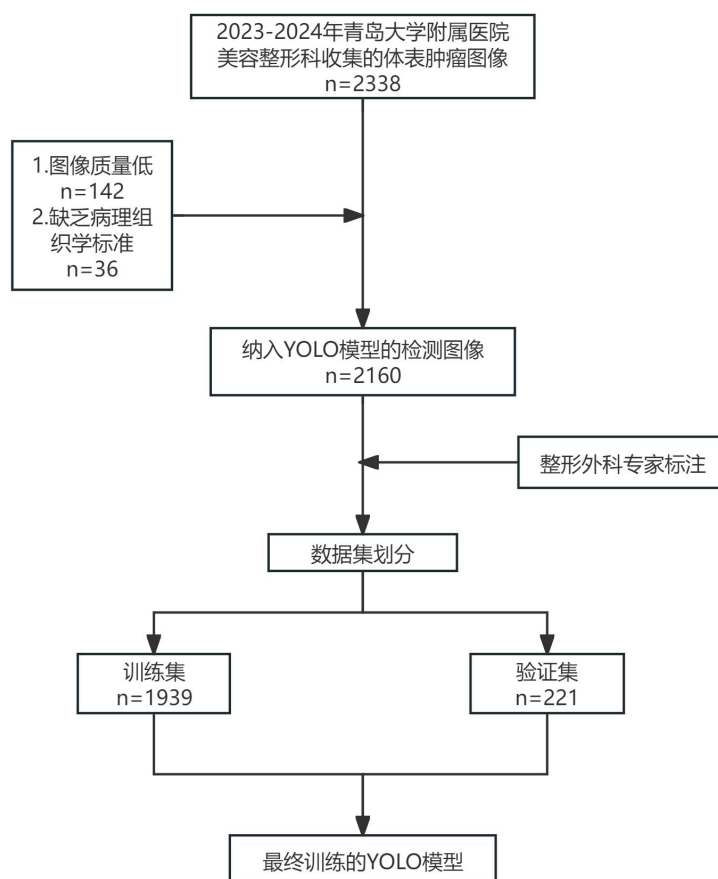 2023-2024年青岛大学附属医院
美容整形科收集的体表肿瘤图像
n=2338
1.图像质量低
n=142
2.缺乏病理组
织学标准
n=36
纳入YOLO模型的检测图像
n=2160
整形外科专家标注
数据集划分
训练集
n=1939
验证集
n=221
最终训练的YOLO模型